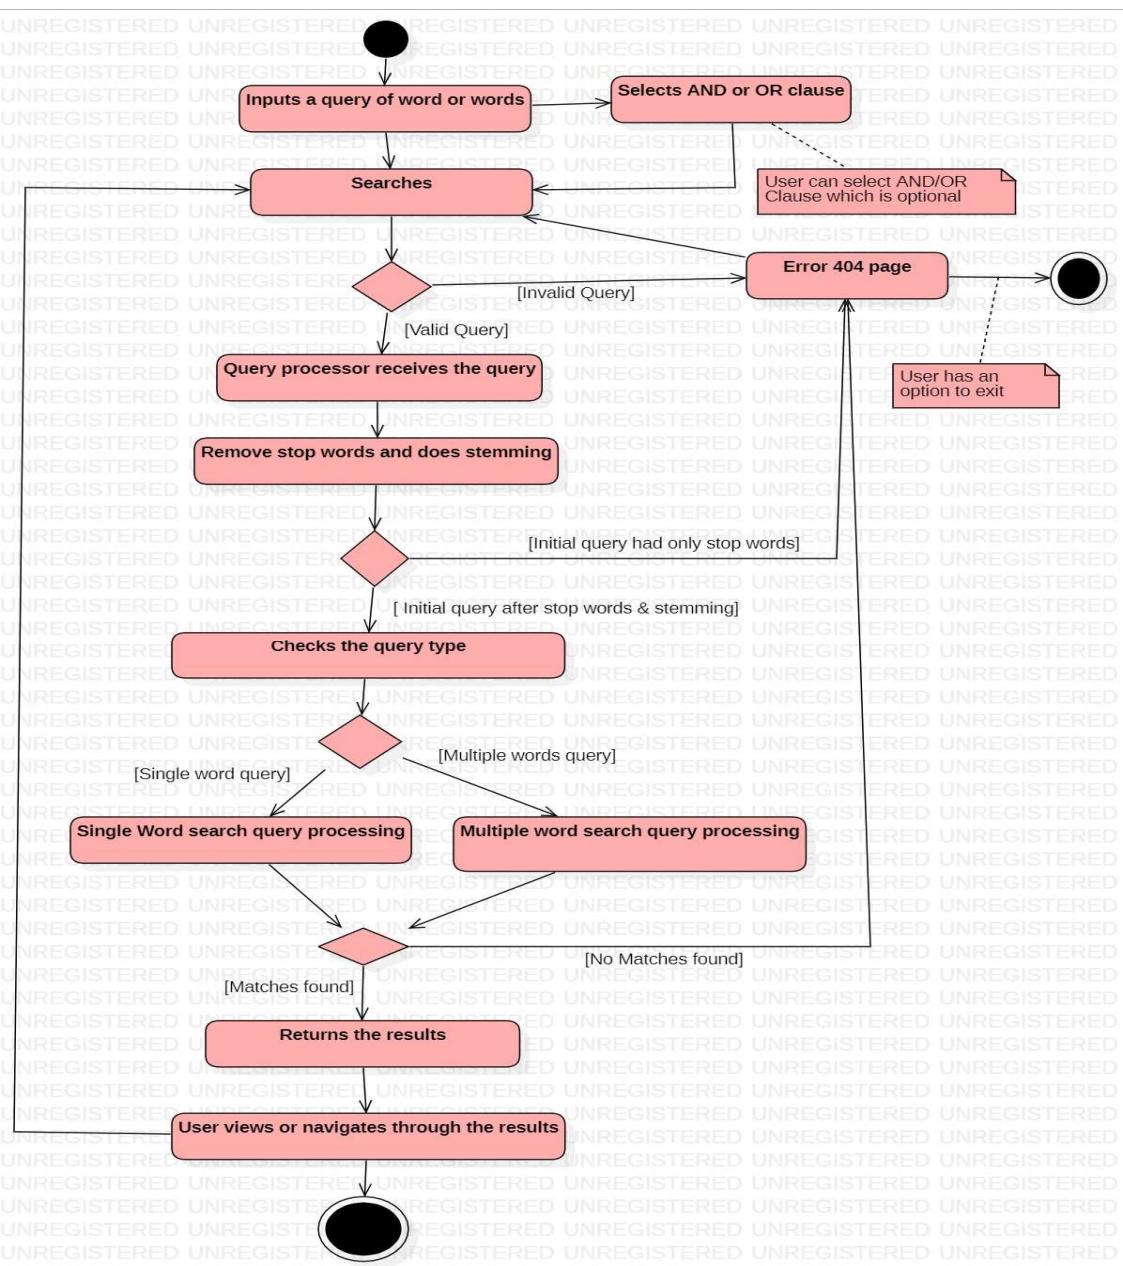 Inputs a query of word or words
Selects AND or OR clause
Searches
User can select AND/OR
Clause which is optional
Error 404 page
[Invalid Query]
[Valid Query]
Query processor receives the query
User has an
option to exit
Remove stop words and does stemming
[Initial query had only stop words]
[ Initial query after stop words & stemming]
Checks the query type
[Multiple words query]
[Single word query]
Single Word search query processing
Multiple word search query processing
[No Matches found]
[Matches found]
Returns the results
User views or navigates through the results
UNREGISTERED